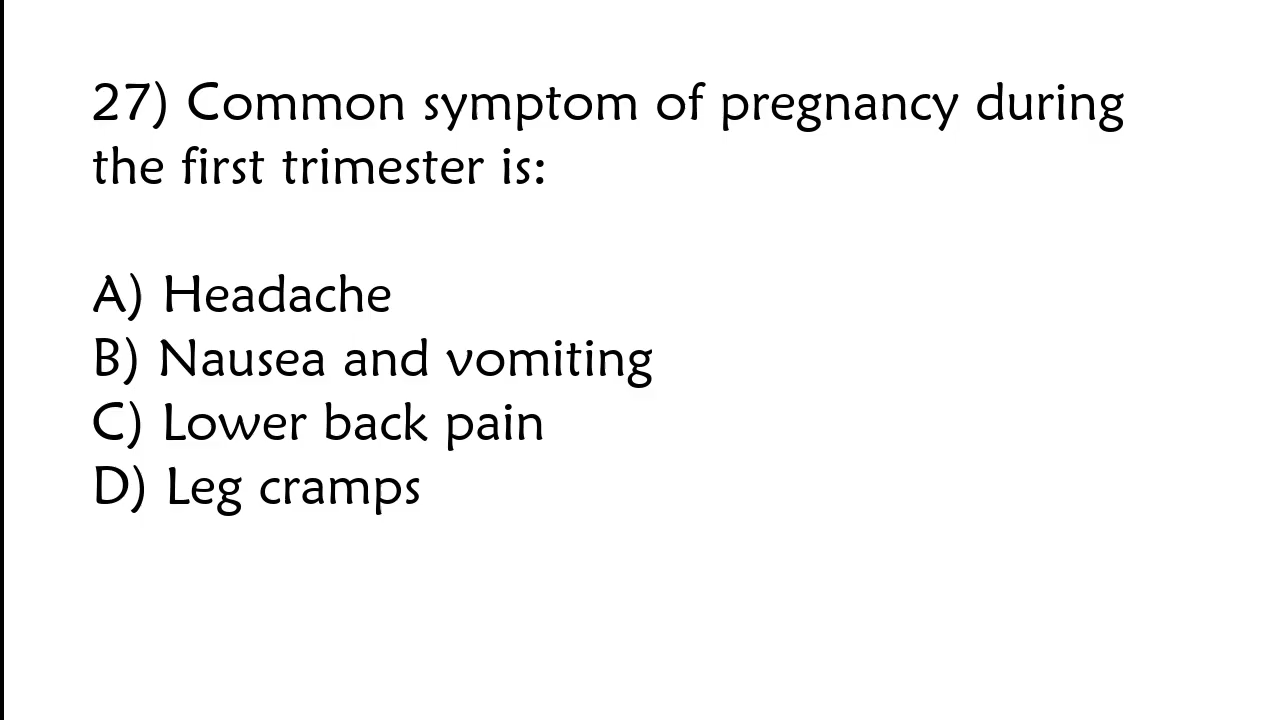 27) Common symptom of pregnancy during
the first trimester is:
A) Headache
B) Nausea and vomiting
C) Lower back pain
D) Leg cramps